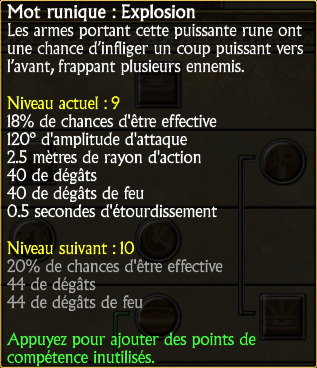 Mot runique : Explosion
Les armes portant cette puissante rune ont
une chance d'infliger un coup puissant vers
l'avant, frappant plusieurs ennemis.
Niveau actuel : 9
18% de chances d'être effective
120° d'amplitude d'attaque
2.5 mètres de rayon d'action
40 de dégâts
40 de dégâts de feu
0.5 secondes d'étourdissement
Niveau suivant : 10
20% de chances d'être effective
44 de dégâts
44 de dégâts de feu
Appuyez pour ajouter des points de
compétence inutilisés.